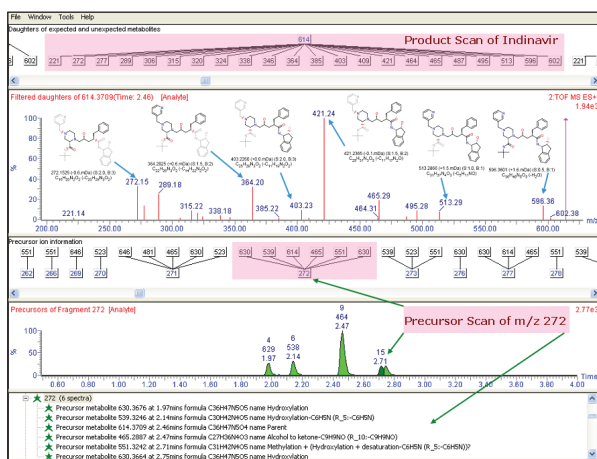 File Window Tools Help
Daughters of expected and unexpected metabolites
614
Product Scan of Indinavir
602 221 272 272 272 289 315 338 364 364 385 403 421 421 465 465 487 495 513 596 602 221
Filtered daughters of 614.3709(Time: 2.46) [Analyte]
2:TOF MS ES+
1.94e3
100
%
0
421.24
272.15
289.18
364.20
465.29
221.14
315.22
338.18
385.22
403.23
464.31
495.28
513.29
596.36
602.38
200.00 250.00 300.00 350.00 400.00 450.00 500.00 550.00 600.00 m/z
Precursor ion information
551 551 646 523 646 465 630 523 630 539 614 465 551 630 551 551 630 614 465 551
262 266 269 270 271 272 273 275 276 277 278
Precursors of Fragment 272 [Analyte]
2.77e3
Precursor Scan of m/z 272
100
%
0
4
629
1.97
6
538
2.14
9
464
2.47
15
2.71
0.60 0.80 1.00 1.20 1.40 1.60 1.80 2.00 2.20 2.40 2.60 2.80 3.00 3.20 3.40 3.60 3.80 4.00
Time
272 (6 spectra)
Precursor metabolite 630.3676 at 1.97mins formula C36H47N5O5 name Hydroxylation
Precursor metabolite 539.3246 at 2.14mins formula C30H42N4O5 name Hydroxylation-C6H5N (R_5:-C6H5N)
Precursor metabolite 614.3709 at 2.46mins formula C36H47N5O4 name Parent
Precursor metabolite 465.2887 at 2.47mins formula C27H36N4O3 name Alcohol to ketone-C9H9NO (R_10:-C9H9NO)
Precursor metabolite 551.3242 at 2.71mins formula C31H42N4O5 name Methylation + (Hydroxylation + desaturation-C6H5N (R_5:-C6H5N))?
Precursor metabolite 630.3664 at 2.75mins formula C36H47N5O5 name Hydroxylation